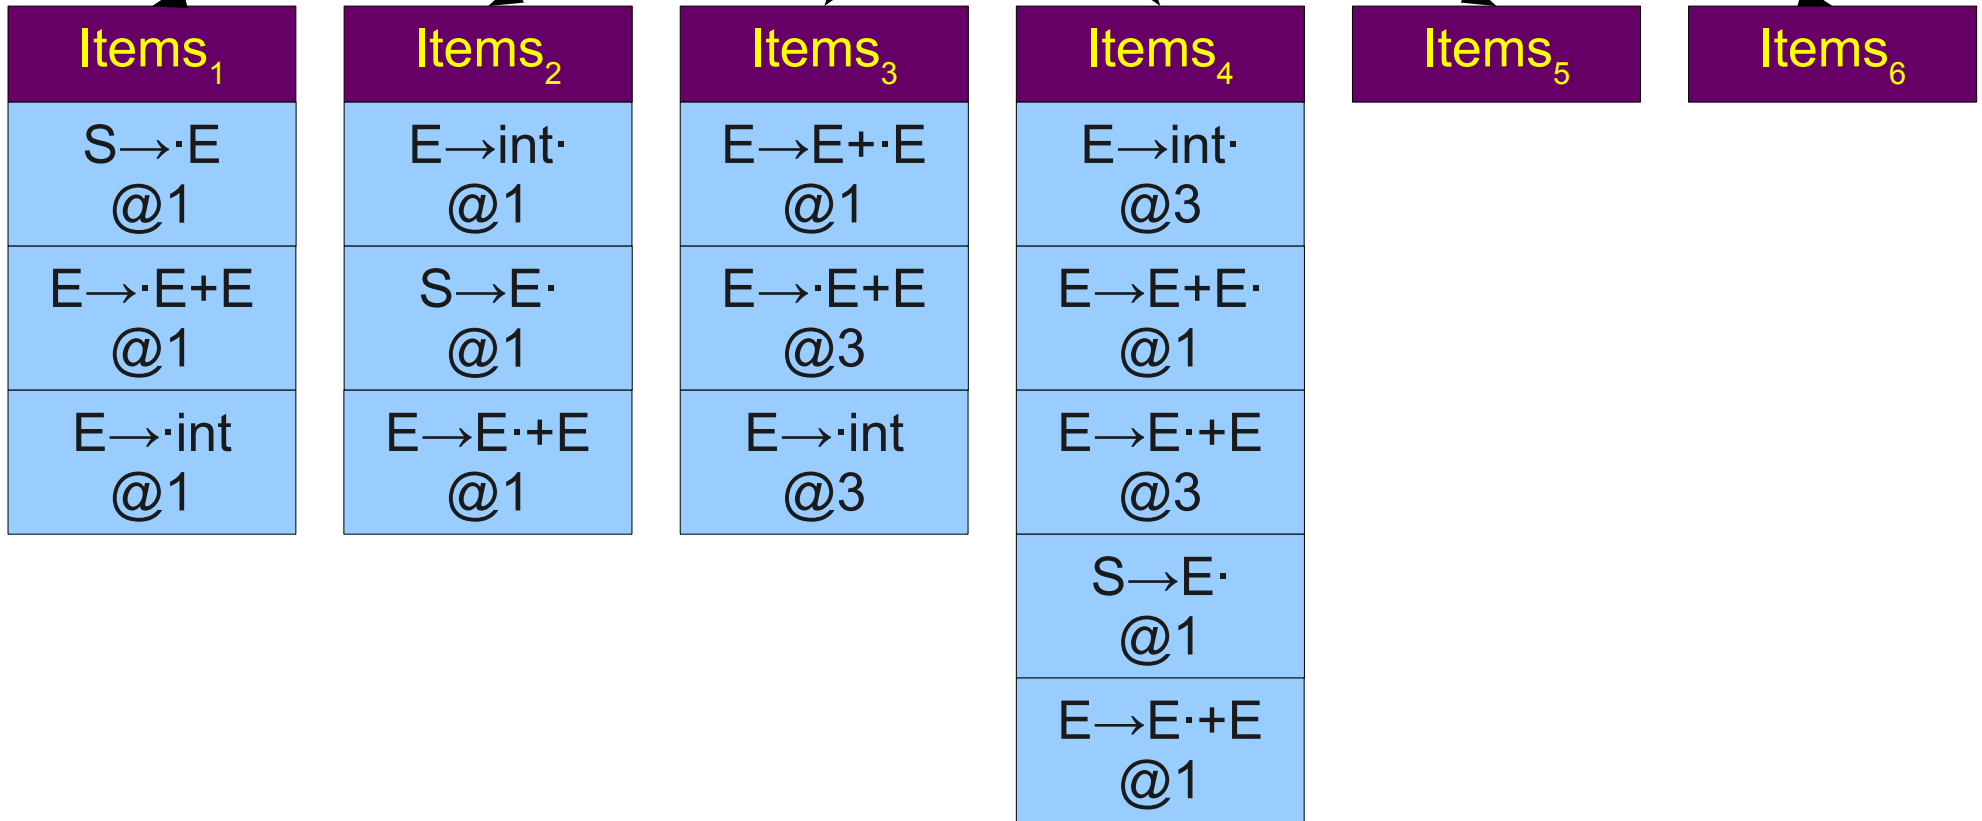 Items₁ Items₂ Items₃ Items₄ Items₅ Items₆
S→·E E→int· E→E+·E E→int·
@1 @1 @1 @3
E→·E+E S→E· E→·E+E E→E+E·
@1 @1 @3 @1
E→·int E→E·+E E→·int E→E·+E
@1 @1 @3 @3
S→E·
@1
E→E·+E
@1